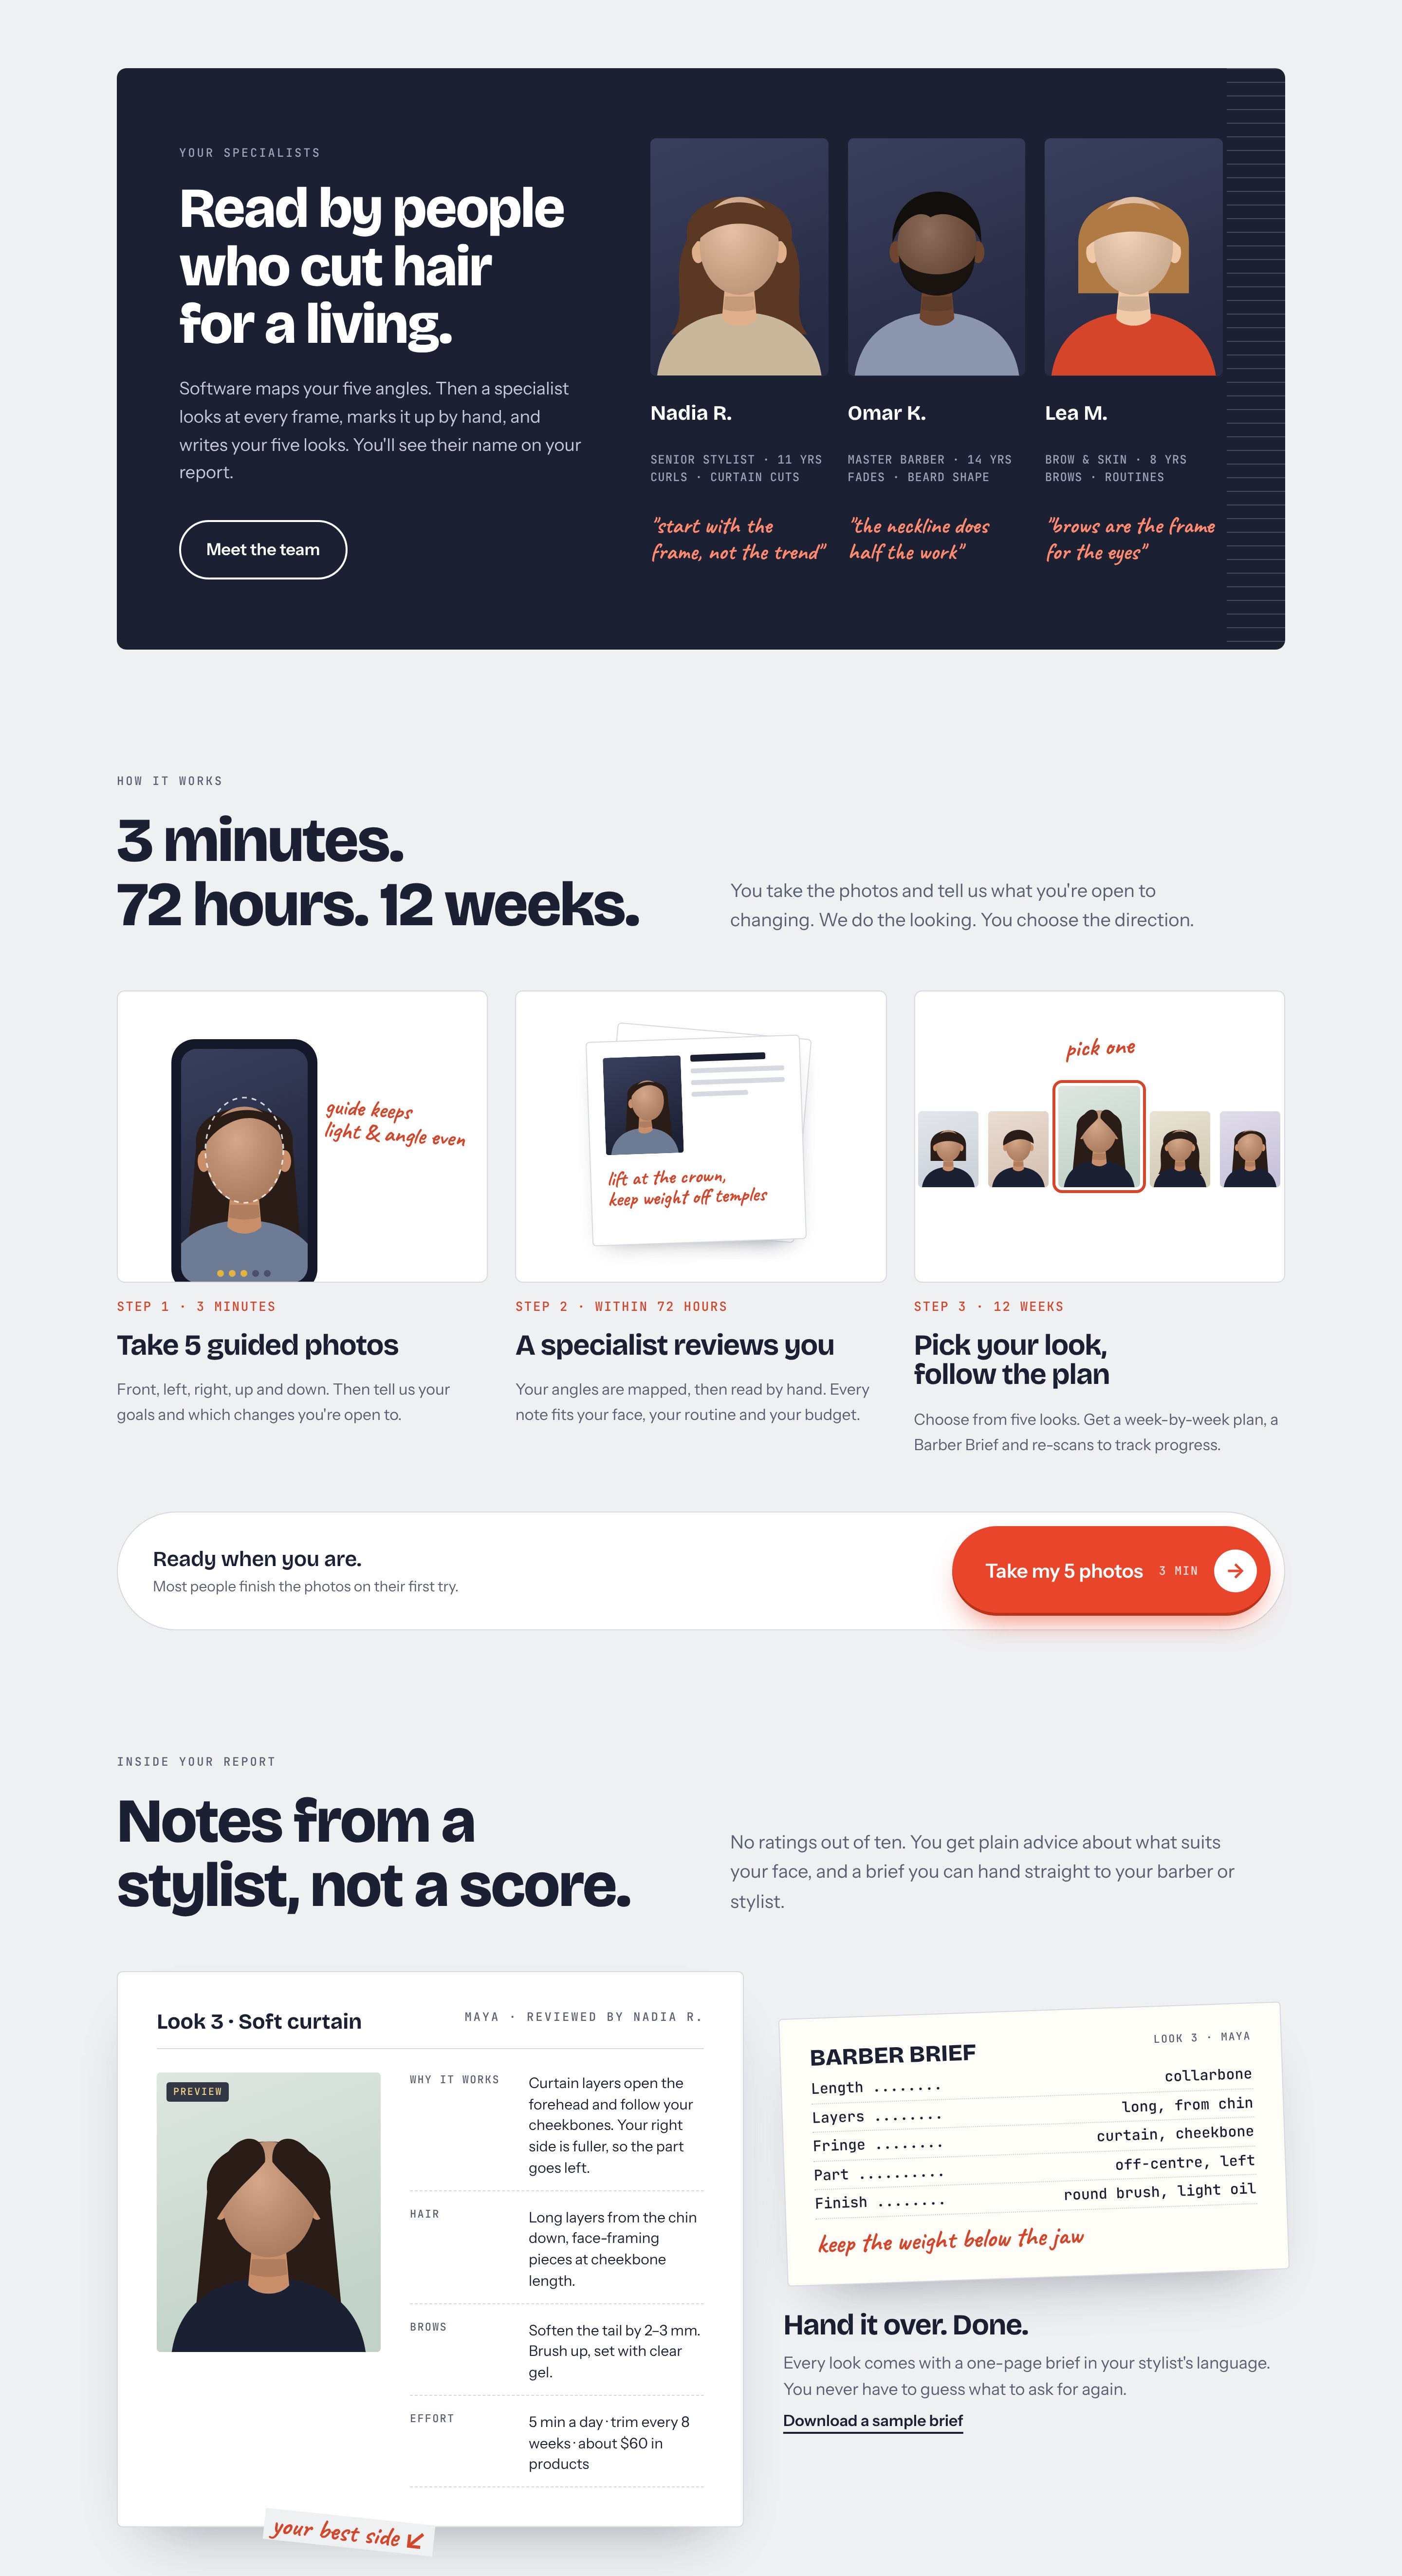 YOUR SPECIALISTS
Read by people
who cut hair
for a living.
Software maps your five angles. Then a specialist
looks at every frame, marks it up by hand, and
writes your five looks. You'll see their name on your
report.
Meet the team
Nadia R.
SENIOR STYLIST · 11 YRS
CURLS · CURTAIN CUTS
"start with the
frame, not the trend"
Omar K.
MASTER BARBER · 14 YRS
FADES · BEARD SHAPE
"the neckline does
half the work"
Lea M.
BROW & SKIN · 8 YRS
BROWS · ROUTINES
"brows are the frame
for the eyes"
HOW IT WORKS
3 minutes.
72 hours. 12 weeks.
You take the photos and tell us what you're open to
changing. We do the looking. You choose the direction.
guide keeps
light & angle even
STEP 1 · 3 MINUTES
Take 5 guided photos
Front, left, right, up and down. Then tell us your
goals and which changes you're open to.
lift at the crown,
keep weight off temples
STEP 2 · WITHIN 72 HOURS
A specialist reviews you
Your angles are mapped, then read by hand. Every
note fits your face, your routine and your budget.
pick one
STEP 3 · 12 WEEKS
Pick your look,
follow the plan
Choose from five looks. Get a week-by-week plan, a
Barber Brief and re-scans to track progress.
Ready when you are.
Most people finish the photos on their first try.
Take my 5 photos 3 MIN
INSIDE YOUR REPORT
Notes from a
stylist, not a score.
No ratings out of ten. You get plain advice about what suits
your face, and a brief you can hand straight to your barber or
stylist.
Look 3 · Soft curtain
MAYA · REVIEWED BY NADIA R.
PREVIEW
WHY IT WORKS
Curtain layers open the
forehead and follow your
cheekbones. Your right
side is fuller, so the part
goes left.
HAIR
Long layers from the chin
down, face-framing
pieces at cheekbone
length.
BROWS
Soften the tail by 2–3 mm.
Brush up, set with clear
gel.
EFFORT
5 min a day · trim every 8
weeks · about $60 in
products
your best side
BARBER BRIEF
LOOK 3 · MAYA
Length ........ collarbone
Layers ........ long, from chin
Fringe ........ curtain, cheekbone
Part .......... off-centre, left
Finish ........ round brush, light oil
keep the weight below the jaw
Hand it over. Done.
Every look comes with a one-page brief in your stylist's language.
You never have to guess what to ask for again.
Download a sample brief